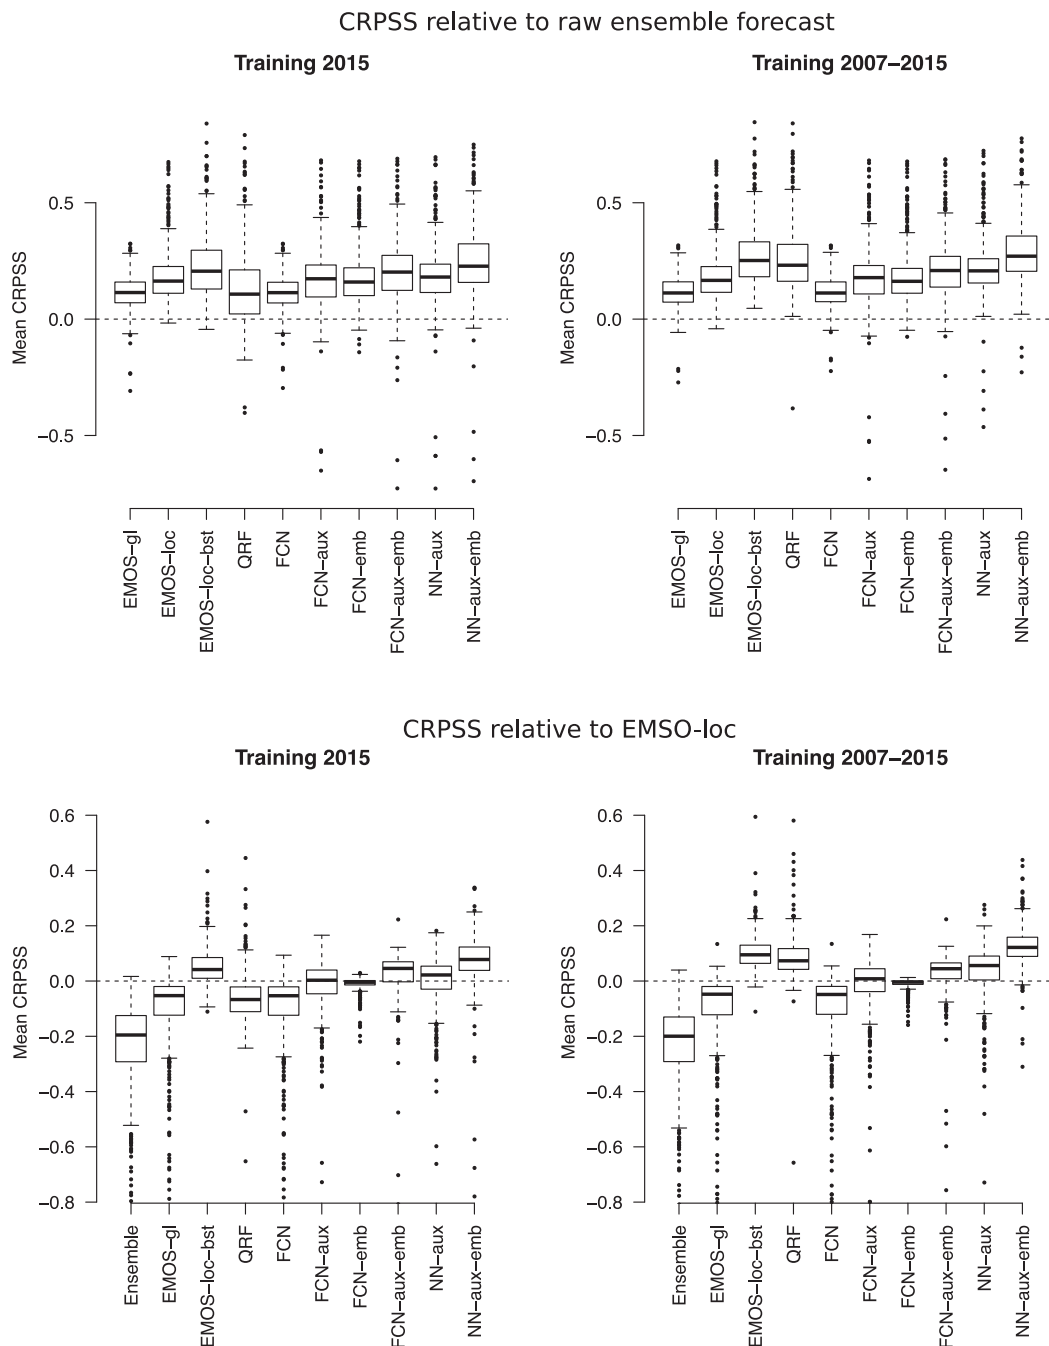 CRPSS relative to raw ensemble forecast
Training 2015
Mean CRPSS
0.5
0.0
−0.5
EMOS−gl
EMOS−loc
EMOS−loc−bst
QRF
FCN
FCN−aux
FCN−emb
FCN−aux−emb
NN−aux
NN−aux−emb
Training 2007−2015
Mean CRPSS
0.5
0.0
−0.5
EMOS−gl
EMOS−loc
EMOS−loc−bst
QRF
FCN
FCN−aux
FCN−emb
FCN−aux−emb
NN−aux
NN−aux−emb
CRPSS relative to EMSO-loc
Training 2015
Mean CRPSS
0.6
0.4
0.2
0.0
−0.2
−0.4
−0.6
−0.8
Ensemble
EMOS−gl
EMOS−loc−bst
QRF
FCN
FCN−aux
FCN−emb
FCN−aux−emb
NN−aux
NN−aux−emb
Training 2007−2015
Mean CRPSS
0.6
0.4
0.2
0.0
−0.2
−0.4
−0.6
−0.8
Ensemble
EMOS−gl
EMOS−loc−bst
QRF
FCN
FCN−aux
FCN−emb
FCN−aux−emb
NN−aux
NN−aux−emb